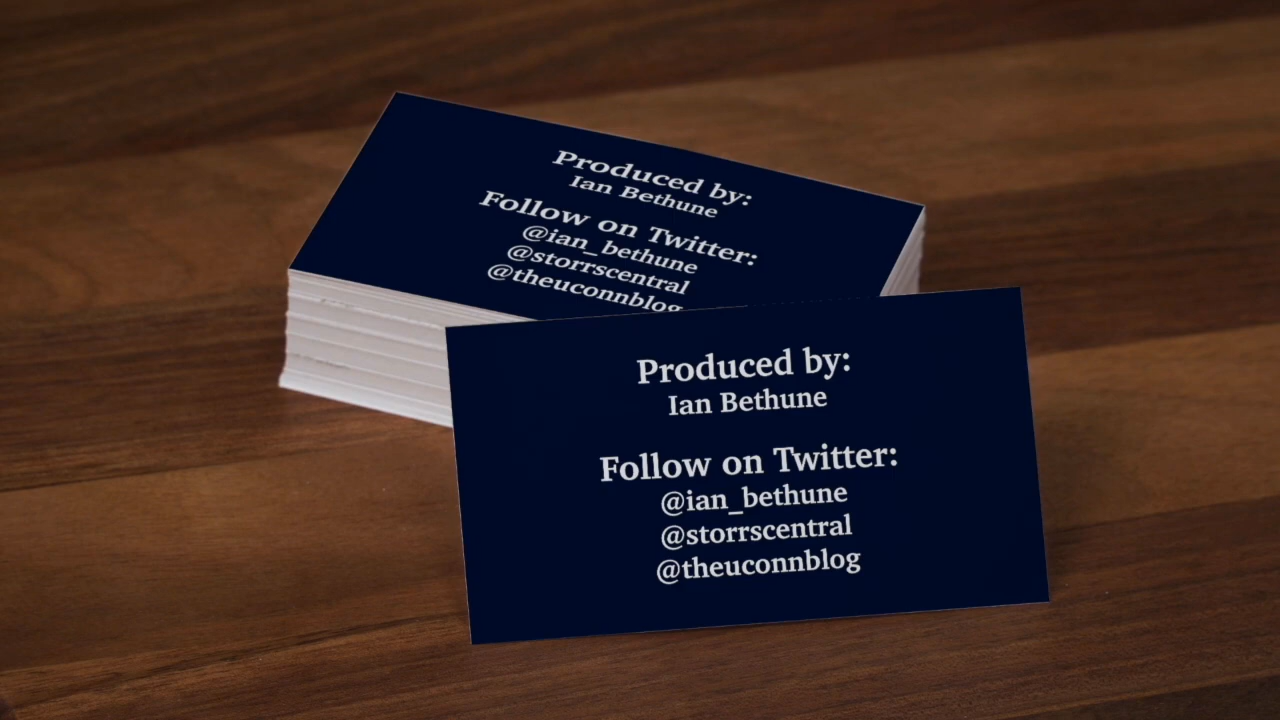 Produced by:
Ian Bethune
Follow on Twitter:
@ian_bethune
@storrscentral
@theuconnblog
Produced by:
Ian Bethune
Follow on Twitter:
@ian_bethune
@storrscentral
@theuconnblog